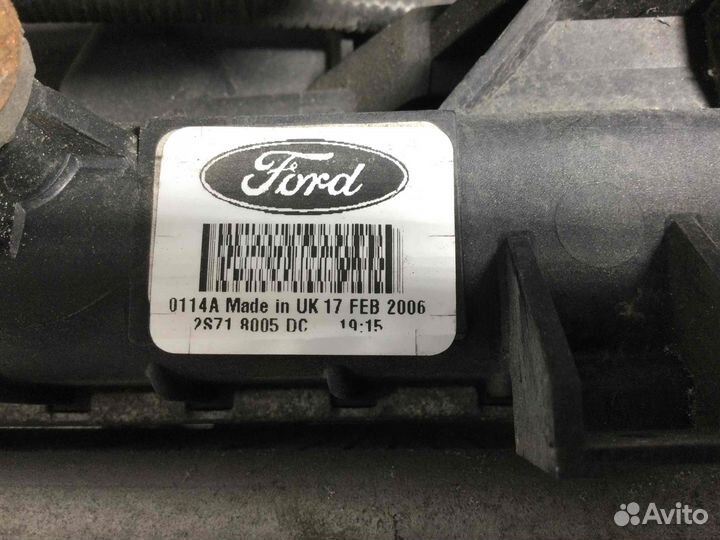 Ford
0114A Made in UK 17 FEB 2006
2S71 8005 DC 19:15
Avito